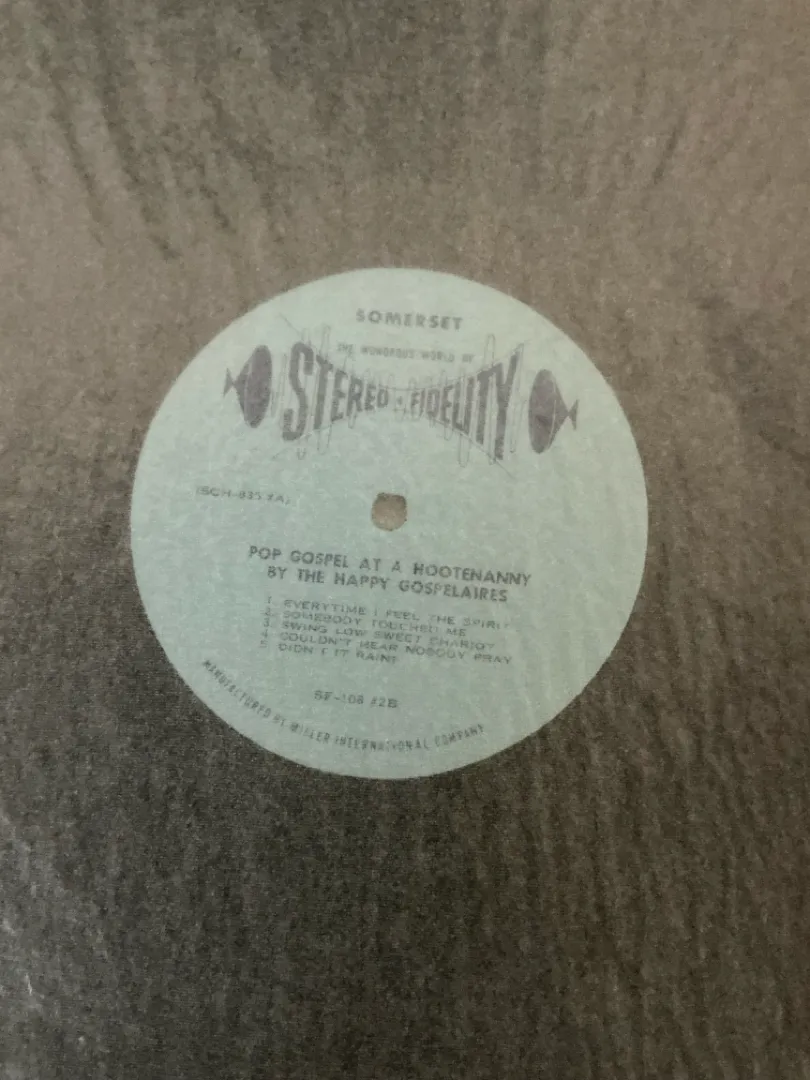 SOMERSET
THE WONDROUS WORLD OF
STEREO-FIDELITY
POP GOSPEL AT A HOOTENANNY
BY THE HAPPY GOSPELAIRES
1. EVERYTIME I FEEL THE SPIRIT
2. SOMEBODY TOUCHED ME
3. SWING LOW SWEET CHARIOT
4. COULDN'T HEAR NOBODY PRAY
5. DIDN'T IT RAIN?
MANUFACTURED BY MILLER INTERNATIONAL COMPANY